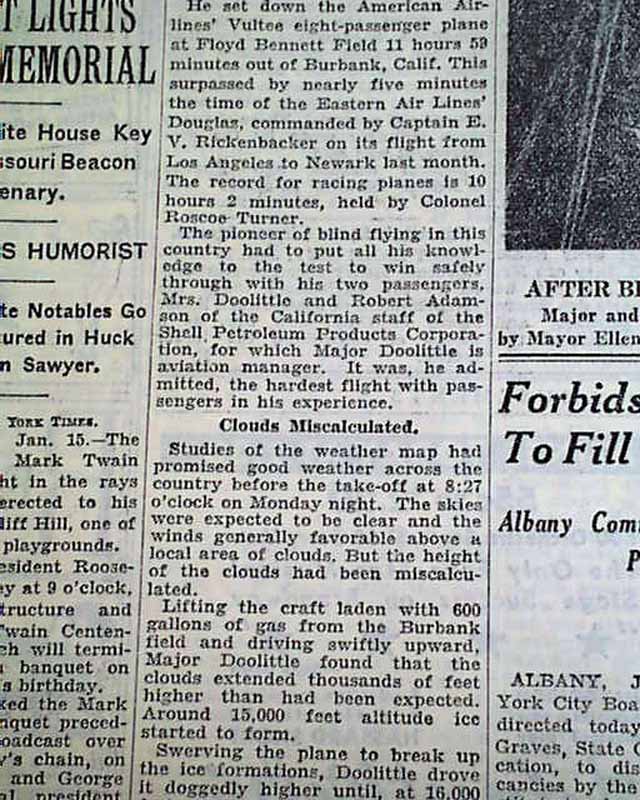 T LIGHTS
MEMORIAL
ite House Key
ssouri Beacon
enary.
S HUMORIST
te Notables Go
tured in Huck
n Sawyer.
YORK TIMES.
Jan. 15.—The
Mark Twain
ht in the rays
erected to his
liff Hill, one of
playgrounds.
esident Roose-
ey at 9 o'clock,
tructure and
Twain Centen-
ch will termi-
a banquet on
's birthday.
ked the Mark
nquet preced-
oadcast over
y's chain, on
and George
al president
He set down the American Air-
lines' Vultee eight-passenger plane
at Floyd Bennett Field 11 hours 59
minutes out of Burbank, Calif. This
surpassed by nearly five minutes
the time of the Eastern Air Lines'
Douglas, commanded by Captain E.
V. Rickenbacker on its flight from
Los Angeles to Newark last month.
The record for racing planes is 10
hours 2 minutes, held by Colonel
Roscoe Turner.
The pioneer of blind flying in this
country had to put all his knowl-
edge to the test to win safely
through with his two passengers,
Mrs. Doolittle and Robert Adam-
son of the California staff of the
Shell Petroleum Products Corpora-
tion, for which Major Doolittle is
aviation manager. It was, he ad-
mitted, the hardest flight with pas-
sengers in his experience.
Clouds Miscalculated.
Studies of the weather map had
promised good weather across the
country before the take-off at 8:27
o'clock on Monday night. The skies
were expected to be clear and the
winds generally favorable above a
local area of clouds. But the height
of the clouds had been miscalcu-
lated.
Lifting the craft laden with 600
gallons of gas from the Burbank
field and driving swiftly upward,
Major Doolittle found that the
clouds extended thousands of feet
higher than had been expected.
Around 15,000 feet altitude ice
started to form.
Swerving the plane to break up
the ice formations, Doolittle drove
it doggedly higher until, at 16,000
AFTER BE
Major and
by Mayor Ellen
Forbids
To Fill
Albany Com
P
ALBANY, J
York City Boa
directed today
Graves, State C
cation, to dis
cancies by the